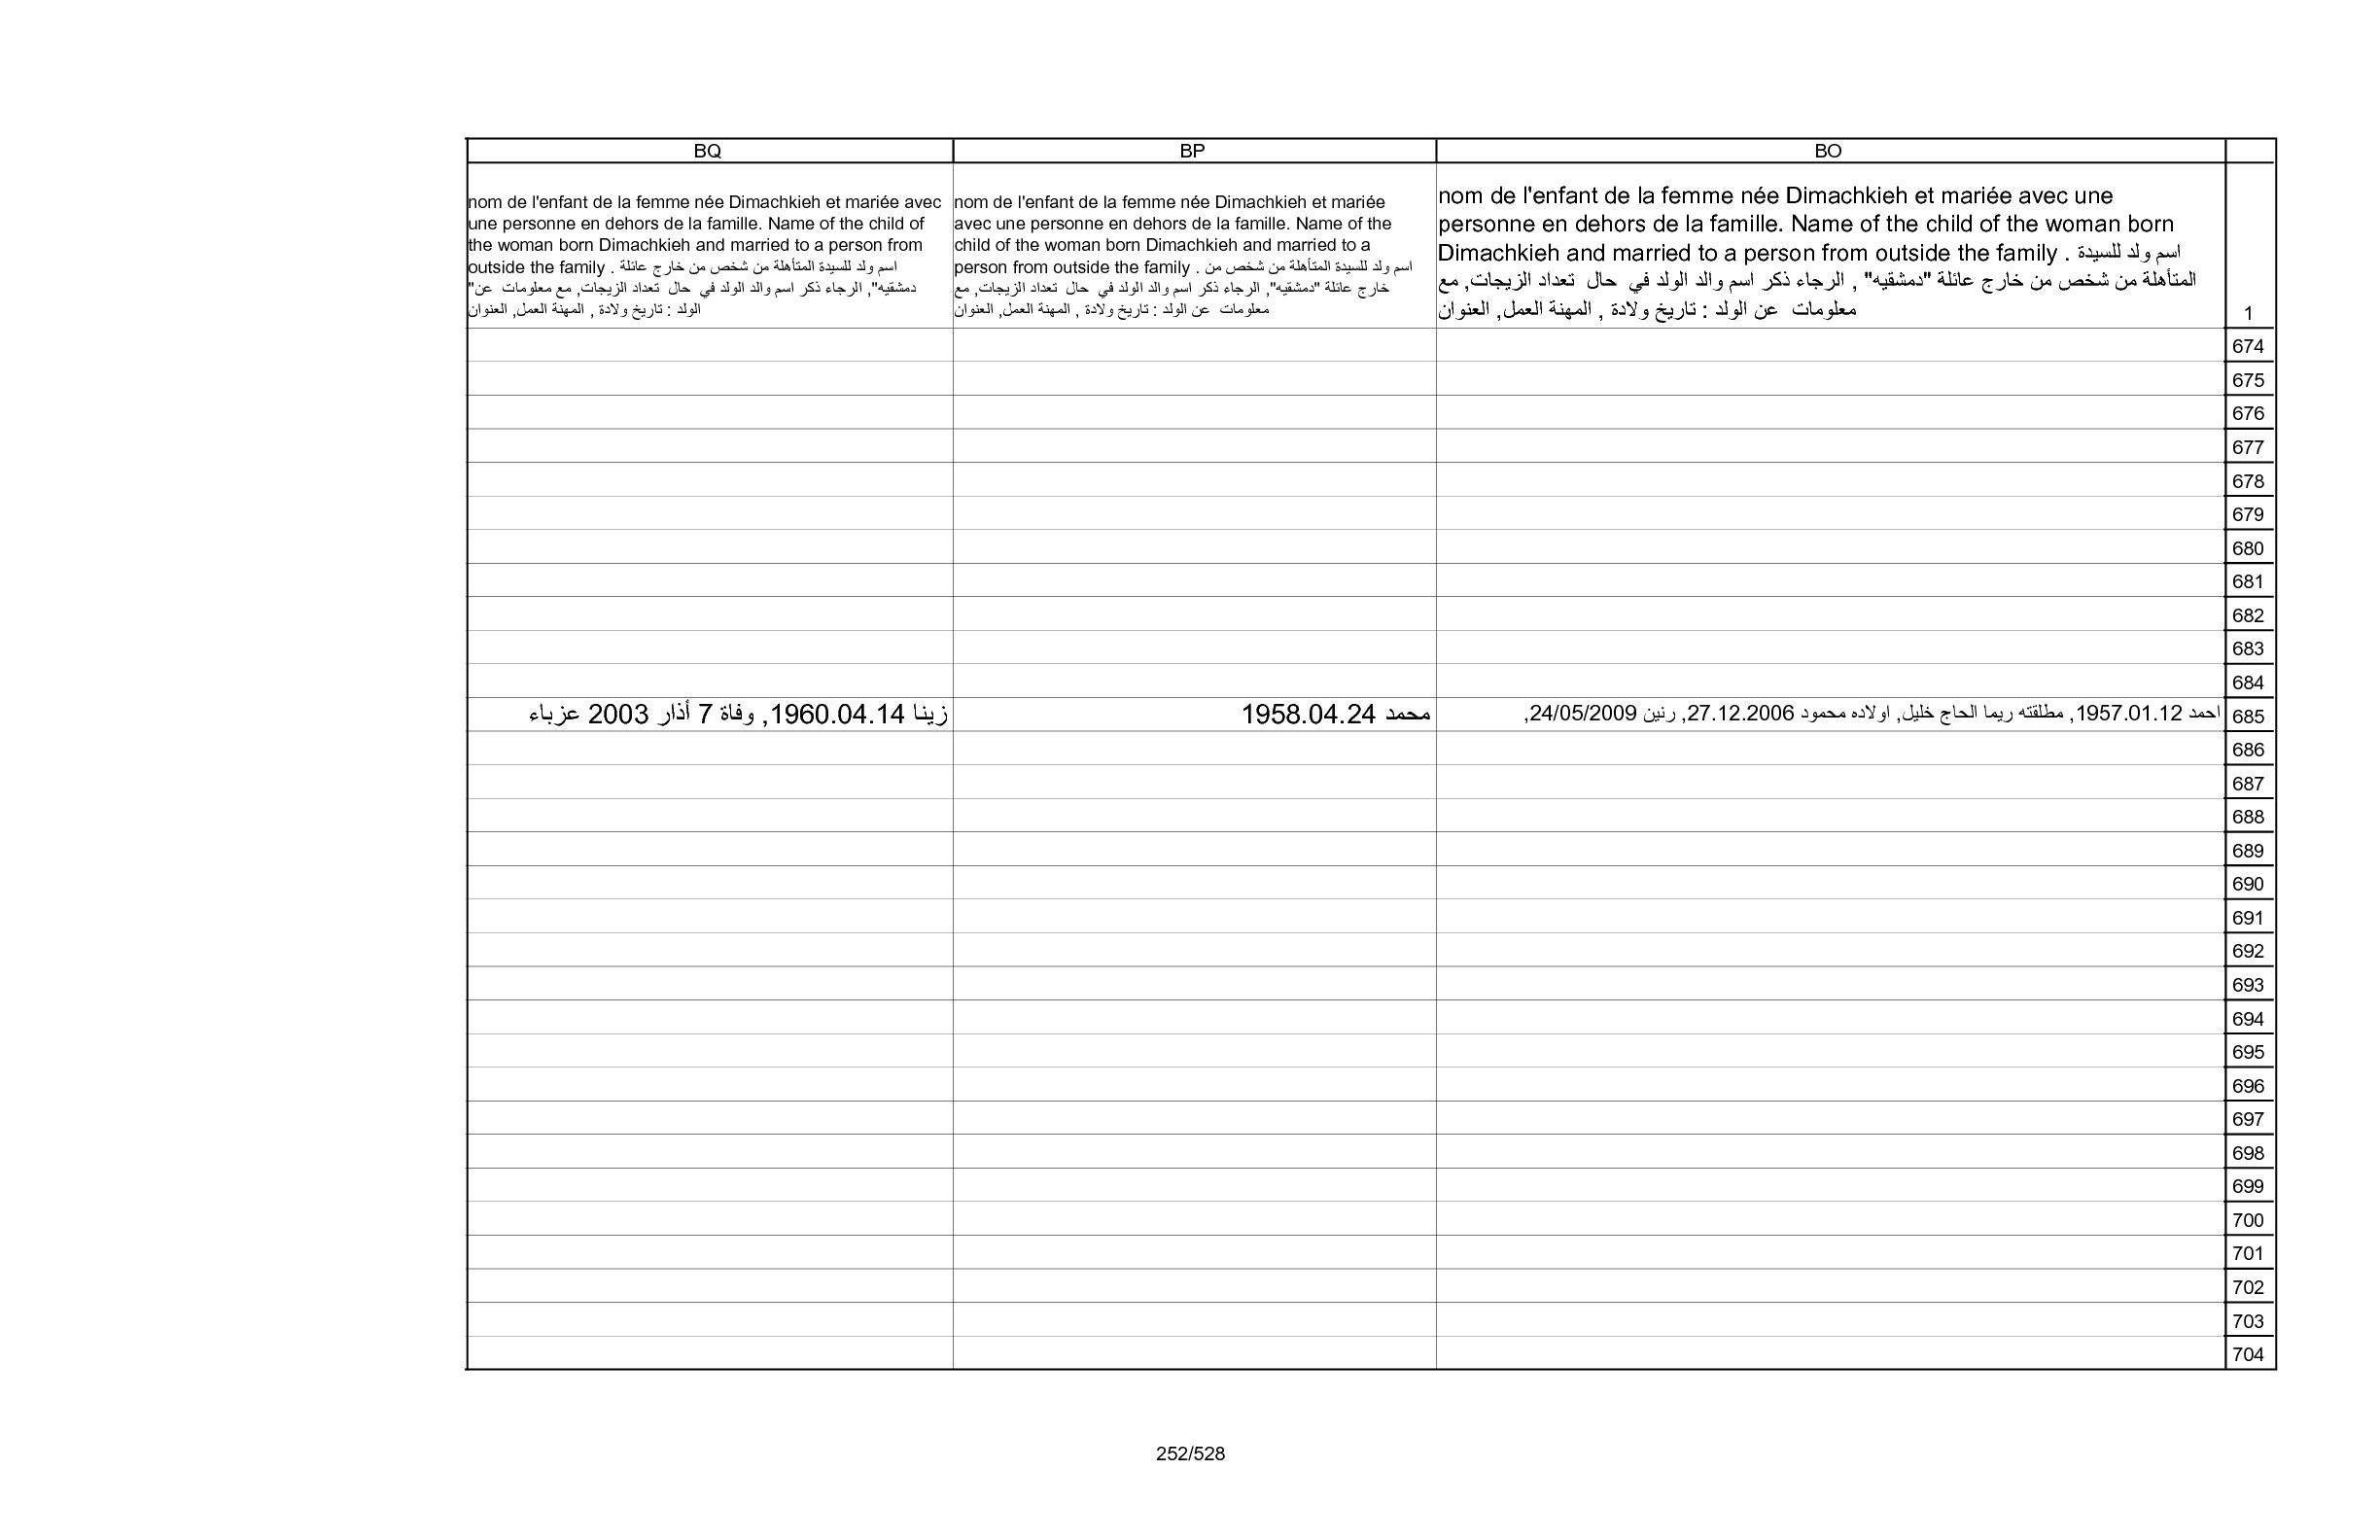 BO
BP
BQ
nom de l'enfant de la femme née Dimachkieh et mariée avec une
personne en dehors de la famille. Name of the child of the woman born
Dimachkieh and married to a person from outside the family . اسم ولد للسيدة
المتأهلة من شخص من خارج عائلة "دمشقيه" , الرجاء ذكر اسم والد الولد في حال تعداد الزيجات, مع
معلومات عن الولد : تاريخ ولادة , المهنة العمل, العنوان
nom de l'enfant de la femme née Dimachkieh et mariée
avec une personne en dehors de la famille. Name of the
child of the woman born Dimachkieh and married to a
person from outside the family . اسم ولد للسيدة المتأهلة من شخص من
خارج عائلة "دمشقيه", الرجاء ذكر اسم والد الولد في حال تعداد الزيجات, مع
معلومات عن الولد : تاريخ ولادة , المهنة العمل, العنوان
nom de l'enfant de la femme née Dimachkieh et mariée avec
une personne en dehors de la famille. Name of the child of
the woman born Dimachkieh and married to a person from
outside the family . اسم ولد للسيدة المتأهلة من شخص من خارج عائلة
دمشقيه", الرجاء ذكر اسم والد الولد في حال تعداد الزيجات, مع معلومات عن"
الولد : تاريخ ولادة , المهنة العمل, العنوان
1
674
675
676
677
678
679
680
681
682
683
684
685
احمد 1957.01.12, مطلقته ريما الحاج خليل, اولاده محمود 27.12.2006, رنين 24/05/2009,
محمد 1958.04.24
زينا 1960.04.14, وفاة 7 أذار 2003 عزباء
686
687
688
689
690
691
692
693
694
695
696
697
698
699
700
701
702
703
704
252/528